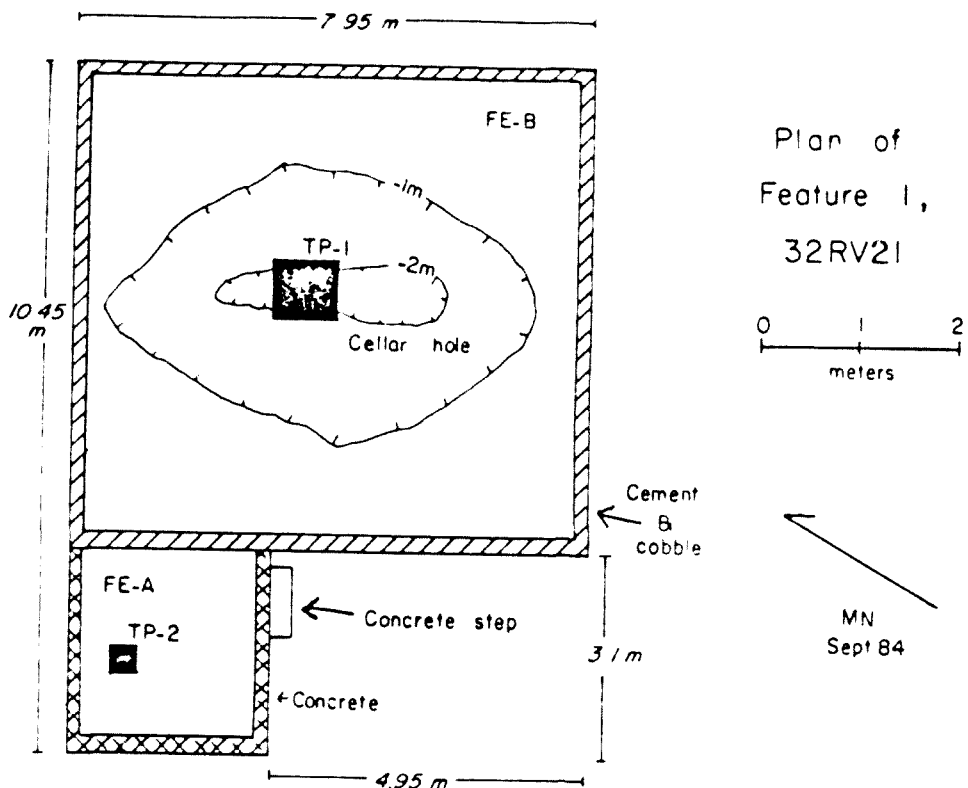 7 95 m
FE-B
Plan of
Feature 1,
32RV21
-1m
TP-1
-2m
10 45
m
Cellar hole
0 1 2
meters
Cement
&
cobble
FE-A
Concrete step
TP-2
3 1 m
MN
Sept 84
Concrete
4.95 m